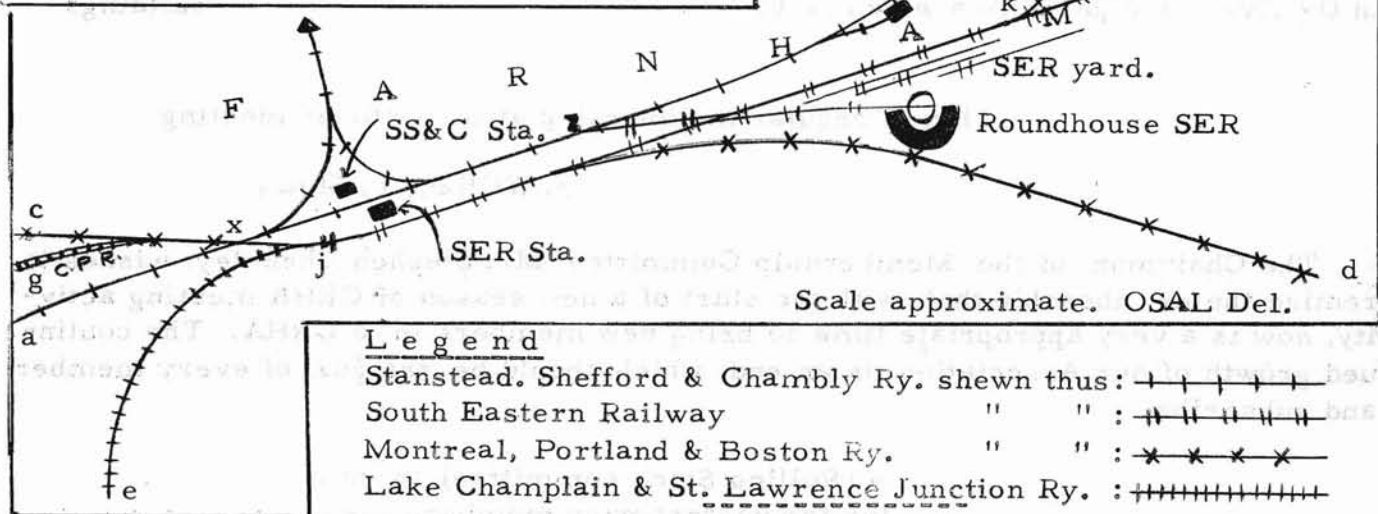 k
M
F A R N H A M
SS&C Sta.
SER yard.
Roundhouse SER
c
x
g C.P.R.
SER Sta.
j
d
a
e
Scale approximate. OSAL Del.
Legend
Stanstead. Shefford & Chambly Ry. shewn thus:
South Eastern Railway " " :
Montreal, Portland & Boston Ry. " " :
Lake Champlain & St. Lawrence Junction Ry. :